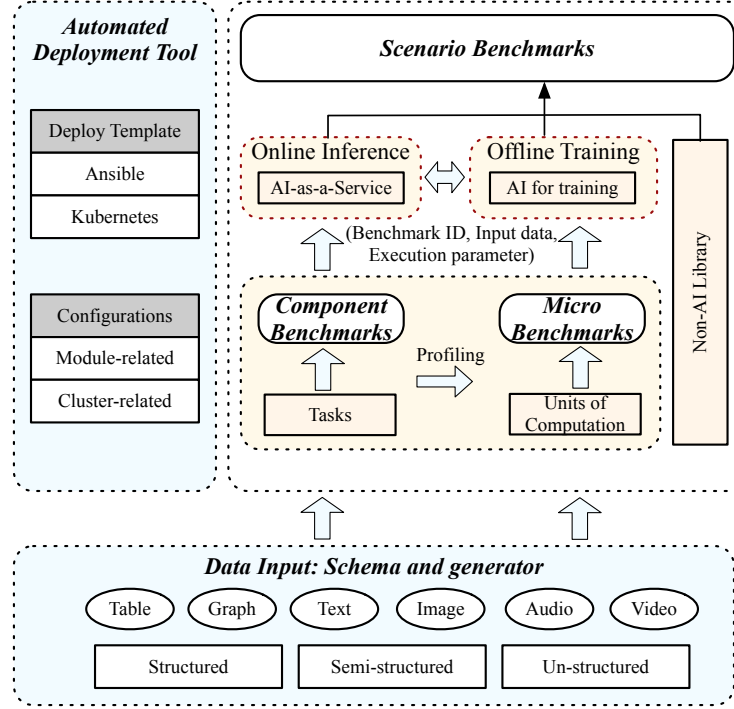 Automated
Deployment Tool
Deploy Template
Ansible
Kubernetes
Configurations
Module-related
Cluster-related
Scenario Benchmarks
Online Inference
AI-as-a-Service
Offline Training
AI for training
(Benchmark ID, Input data,
Execution parameter)
Component
Benchmarks
Micro
Benchmarks
Profiling
Tasks
Units of
Computation
Non-AI Library
Data Input: Schema and generator
Table
Graph
Text
Image
Audio
Video
Structured
Semi-structured
Un-structured